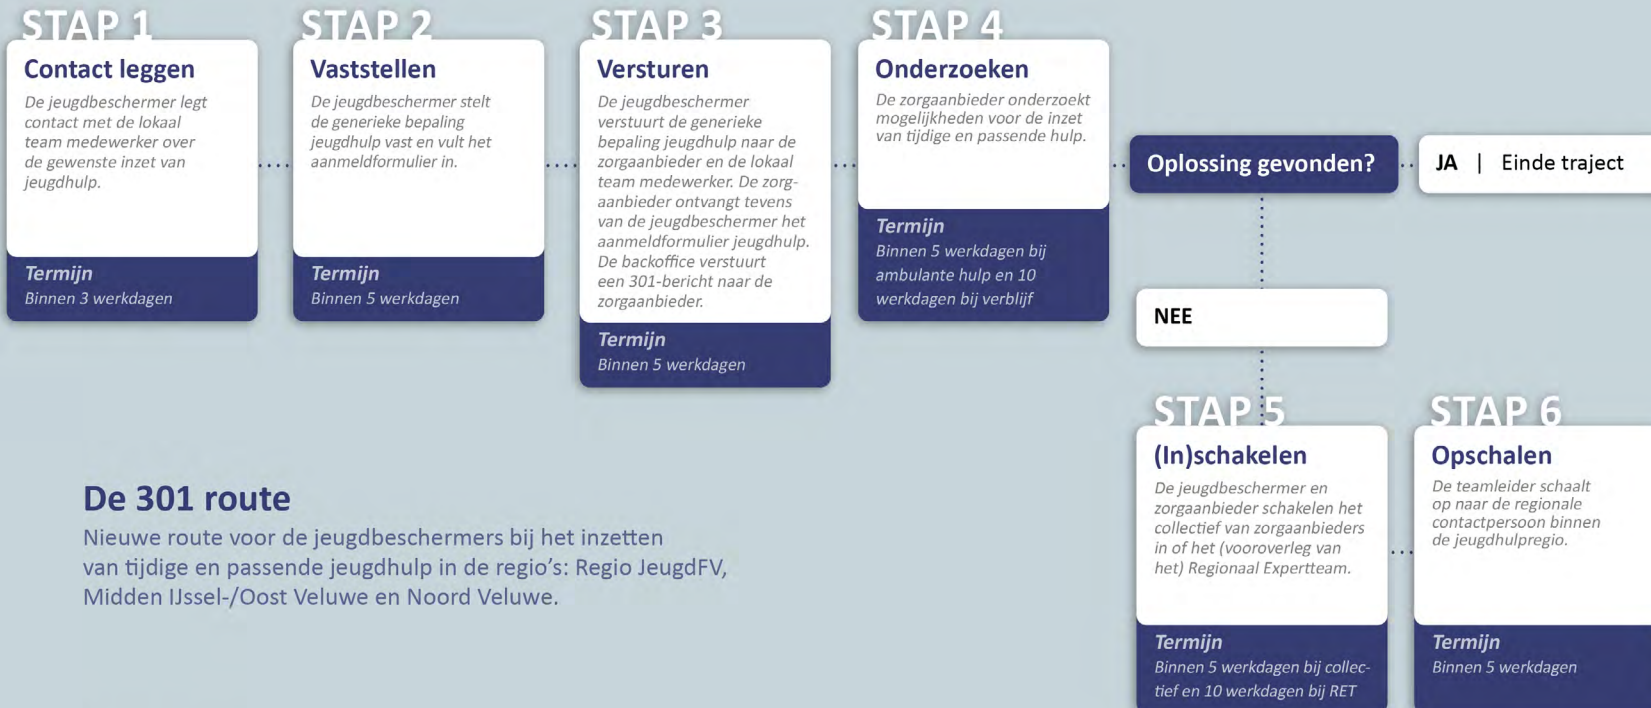 STAP 1
Contact leggen
De jeugdbeschermer legt
contact met de lokaal
team medewerker over
de gewenste inzet van
jeugdhulp.
Termijn
Binnen 3 werkdagen
STAP 2
Vaststellen
De jeugdbeschermer stelt
de generieke bepaling
jeugdhulp vast en vult het
aanmeldformulier in.
Termijn
Binnen 5 werkdagen
STAP 3
Versturen
De jeugdbeschermer
verstuurt de generieke
bepaling jeugdhulp naar de
zorgaanbieder en de lokaal
team medewerker. De zorg-
aanbieder ontvangt tevens
van de jeugdbeschermer het
aanmeldformulier jeugdhulp.
De backoffice verstuurt
een 301-bericht naar de
zorgaanbieder.
Termijn
Binnen 5 werkdagen
STAP 4
Onderzoeken
De zorgaanbieder onderzoekt
mogelijkheden voor de inzet
van tijdige en passende hulp.
Termijn
Binnen 5 werkdagen bij
ambulante hulp en 10
werkdagen bij verblijf
Oplossing gevonden?
JA | Einde traject
NEE
STAP 5
(In)schakelen
De jeugdbeschermer en
zorgaanbieder schakelen het
collectief van zorgaanbieders
in of het (vooroverleg van
het) Regionaal Expertteam.
Termijn
Binnen 5 werkdagen bij collec-
tief en 10 werkdagen bij RET
STAP 6
Opschalen
De teamleider schaalt
op naar de regionale
contactpersoon binnen
de jeugdhulpregio.
Termijn
Binnen 5 werkdagen
De 301 route
Nieuwe route voor de jeugdbeschermers bij het inzetten
van tijdige en passende jeugdhulp in de regio's: Regio JeugdFV,
Midden IJssel-/Oost Veluwe en Noord Veluwe.